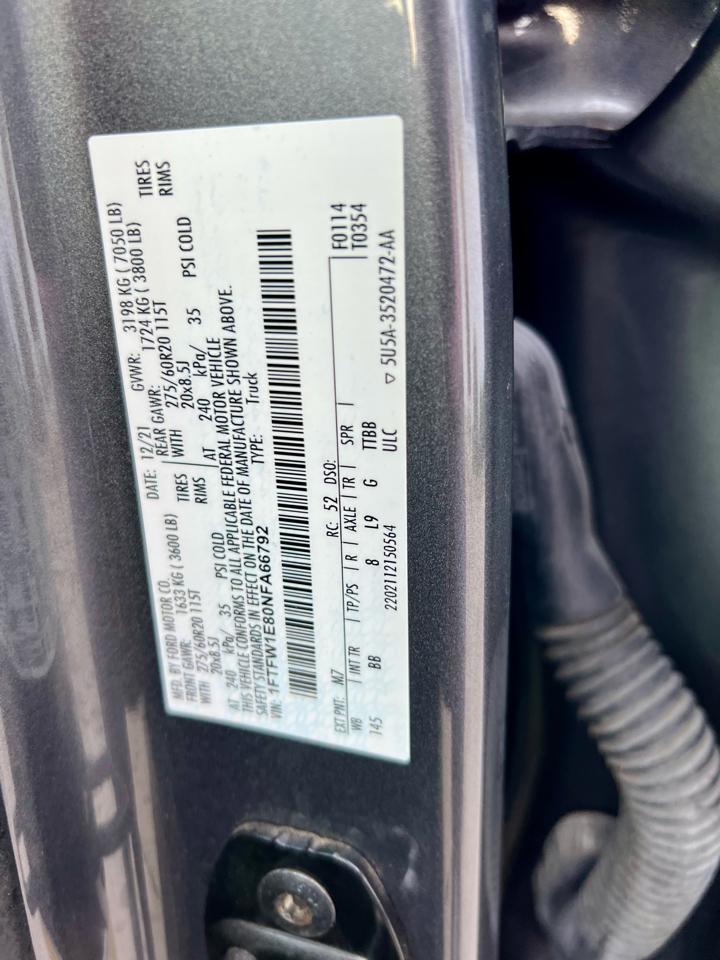 MFD. BY FORD MOTOR CO. DATE: 12/21 GVWR: 3198 KG ( 7050 LB)
FRONT GAWR: 1633 KG ( 3600 LB) REAR GAWR: 1724 KG ( 3800 LB)
WITH 275/60R20 115T TIRES WITH 275/60R20 115T TIRES
20x8.5J RIMS 20x8.5J RIMS
AT 240 kPa/ 35 PSI COLD AT 240 kPa/ 35 PSI COLD
THIS VEHICLE CONFORMS TO ALL APPLICABLE FEDERAL MOTOR VEHICLE
SAFETY STANDARDS IN EFFECT ON THE DATE OF MANUFACTURE SHOWN ABOVE.
VIN: 1FTFW1E80NFA66792 TYPE: Truck
EXT PNT: M7 RC: 52 DSO: F0114
WB INT TR TP/PS R AXLE TR SPR T0354
145 BB 8 L9 G TTBB
2202112150564 ULC ▽ 5U5A-3520472-AA